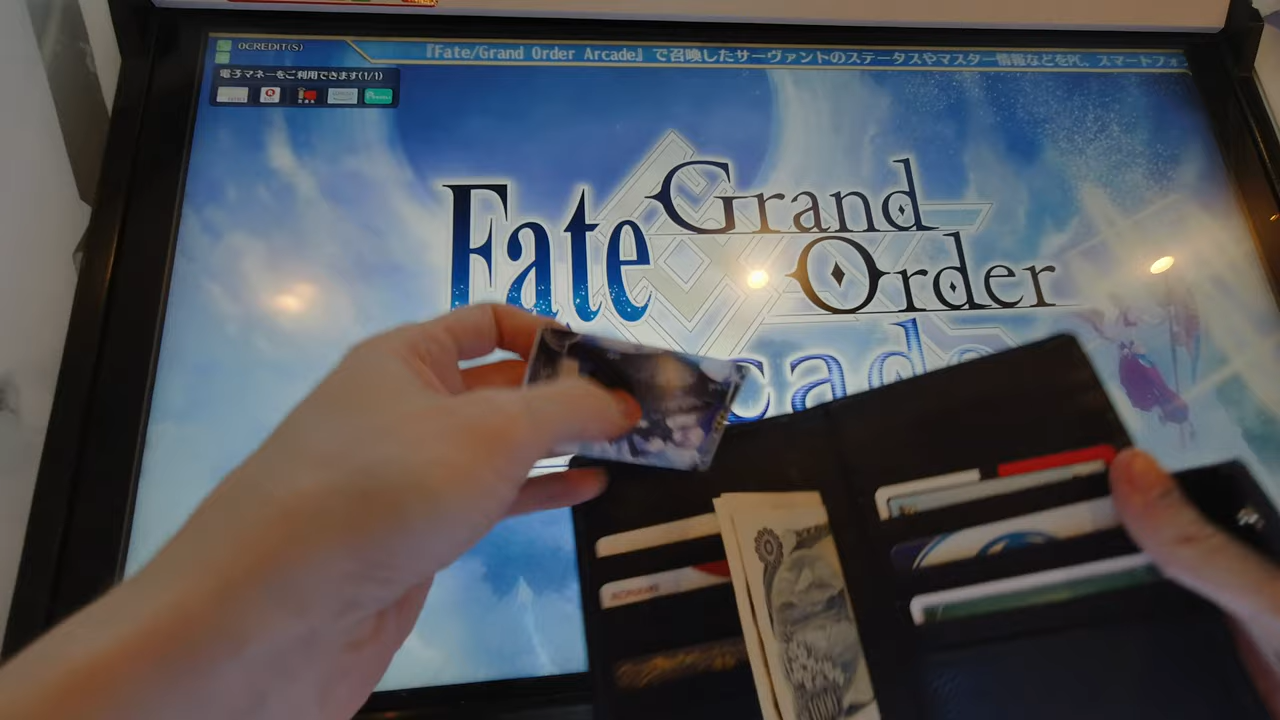 0CREDIT(S)
『Fate/Grand Order Arcade』で召喚したサーヴァントのステータスやマスター情報などをPC、スマートフォ
電子マネーをご利用できます(1/1)
Fate Grand
Order
cade